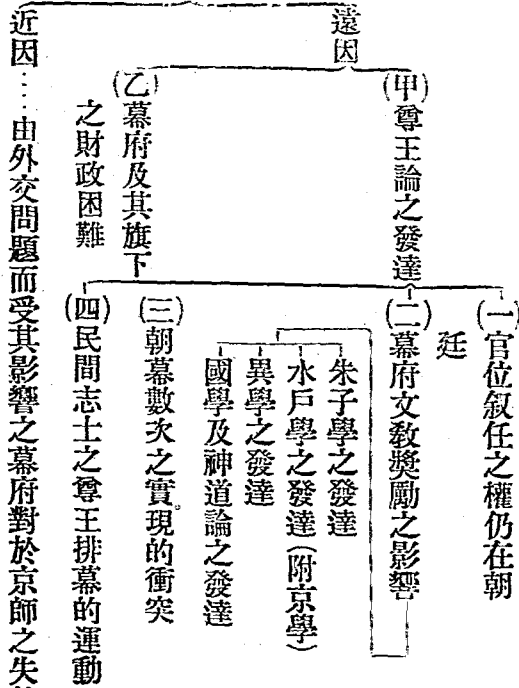 遠因
(甲)尊王論之發達
(一)官位叙任之權仍在朝
廷
(二)幕府文敎奬勵之影響
朱子學之發達
水戶學之發達(附京學)
異學之發達
國學及神道論之發達
(三)朝幕數次之實現的衝突
(四)民間志士之尊王排幕的運動
(乙)幕府及其旗下
之財政困難
近因……由外交問題而受其影響之幕府對於京師之失